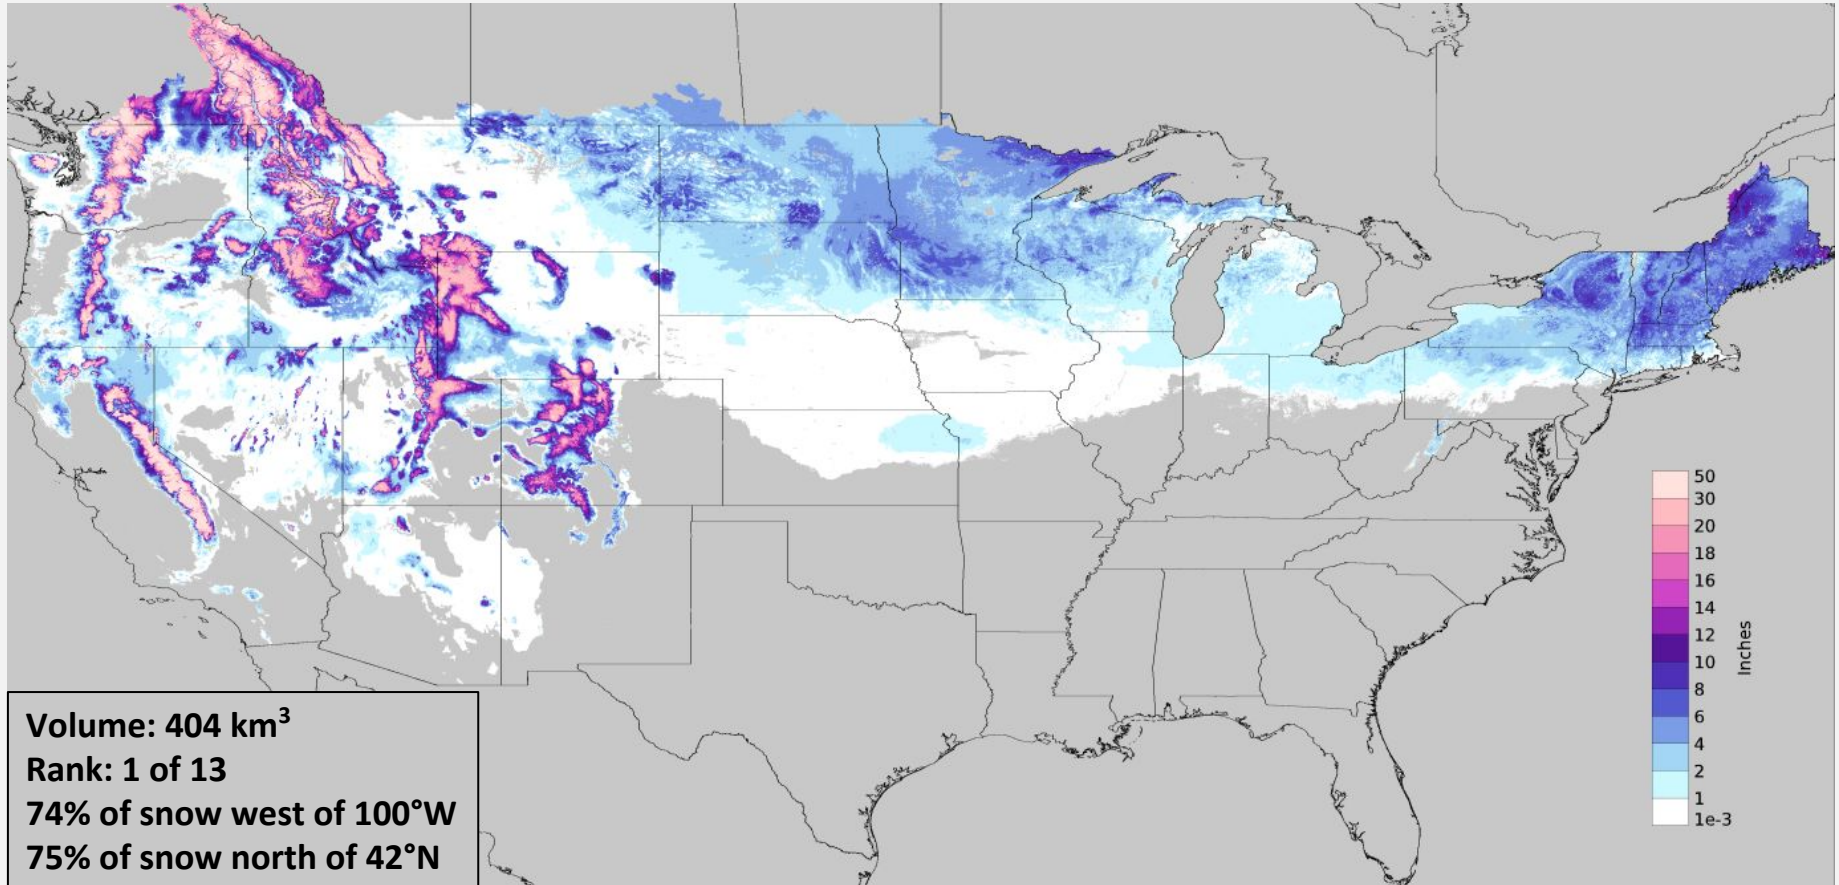 50
30
20
18
16
14
12
10
8
6
4
2
1
1e-3
Inches
Volume: 404 km³
Rank: 1 of 13
74% of snow west of 100°W
75% of snow north of 42°N